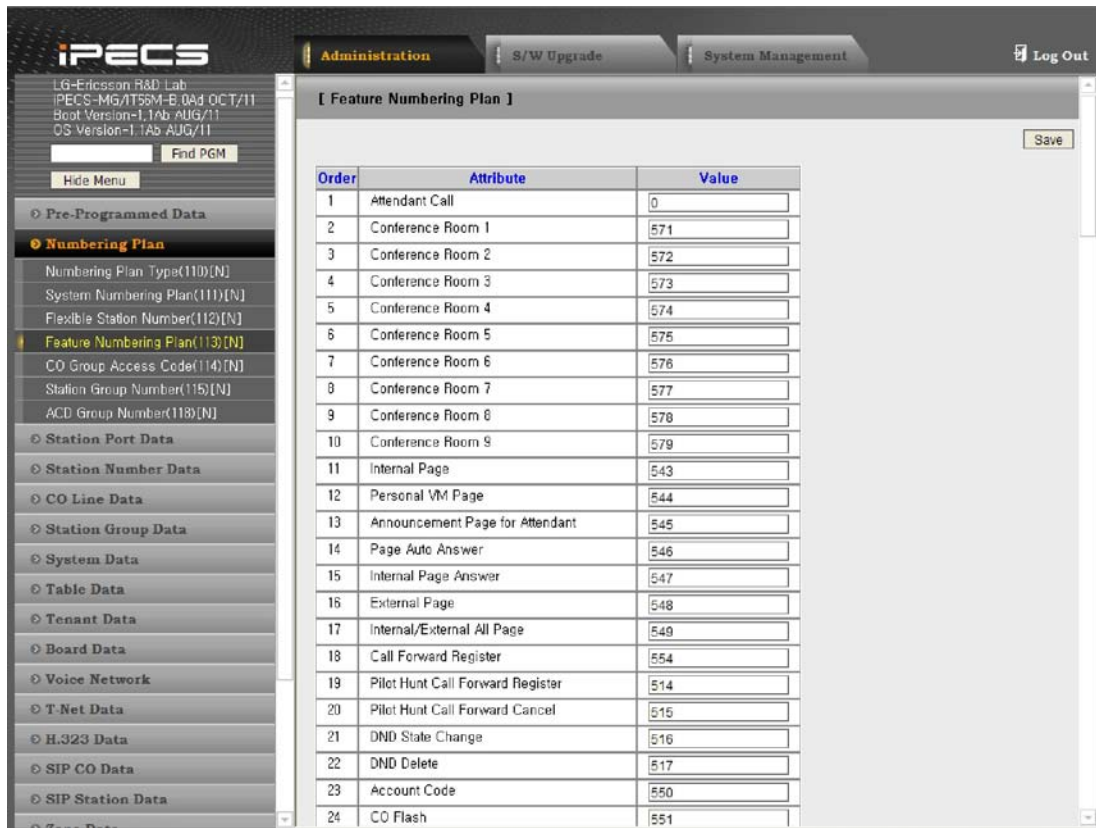 iPECS
Administration
S/W Upgrade
System Management
Log Out
LG-Ericsson R&D Lab
iPECS-MG/IT55M-B.0Ad OCT/11
Boot Version-1.1Ab AUG/11
OS Version-1.1Ab AUG/11
Find PGM
Hide Menu
Pre-Programmed Data
Numbering Plan
Numbering Plan Type(110)[N]
System Numbering Plan(111)[N]
Flexible Station Number(112)[N]
Feature Numbering Plan(113)[N]
CO Group Access Code(114)[N]
Station Group Number(115)[N]
ACD Group Number(118)[N]
Station Port Data
Station Number Data
CO Line Data
Station Group Data
System Data
Table Data
Tenant Data
Board Data
Voice Network
T-Net Data
H.323 Data
SIP CO Data
SIP Station Data
[ Feature Numbering Plan ]
Save
Order Attribute Value
1 Attendant Call 0
2 Conference Room 1 571
3 Conference Room 2 572
4 Conference Room 3 573
5 Conference Room 4 574
6 Conference Room 5 575
7 Conference Room 6 576
8 Conference Room 7 577
9 Conference Room 8 578
10 Conference Room 9 579
11 Internal Page 543
12 Personal VM Page 544
13 Announcement Page for Attendant 545
14 Page Auto Answer 546
15 Internal Page Answer 547
16 External Page 548
17 Internal/External All Page 549
18 Call Forward Register 554
19 Pilot Hunt Call Forward Register 514
20 Pilot Hunt Call Forward Cancel 515
21 DND State Change 516
22 DND Delete 517
23 Account Code 550
24 CO Flash 551